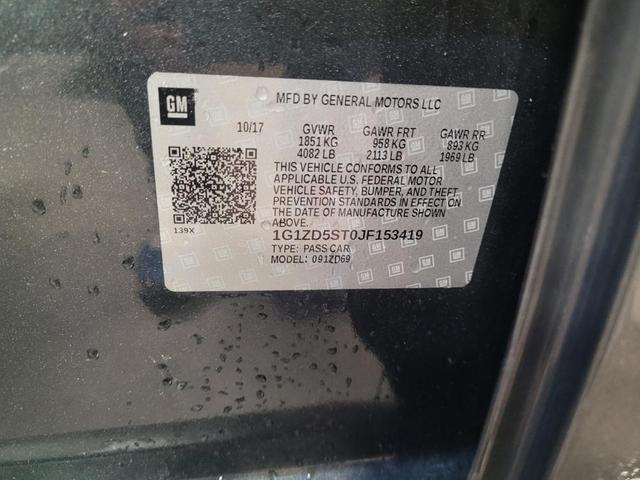 GM
MFD BY GENERAL MOTORS LLC
10/17 GVWR GAWR FRT GAWR RR
1851 KG 958 KG 893 KG
4082 LB 2113 LB 1969 LB
THIS VEHICLE CONFORMS TO ALL
APPLICABLE U.S. FEDERAL MOTOR
VEHICLE SAFETY, BUMPER, AND THEFT
PREVENTION STANDARDS IN EFFECT ON
THE DATE OF MANUFACTURE SHOWN
ABOVE.
139X
1G1ZD5ST0JF153419
TYPE: PASS CAR
MODEL: 091ZD69